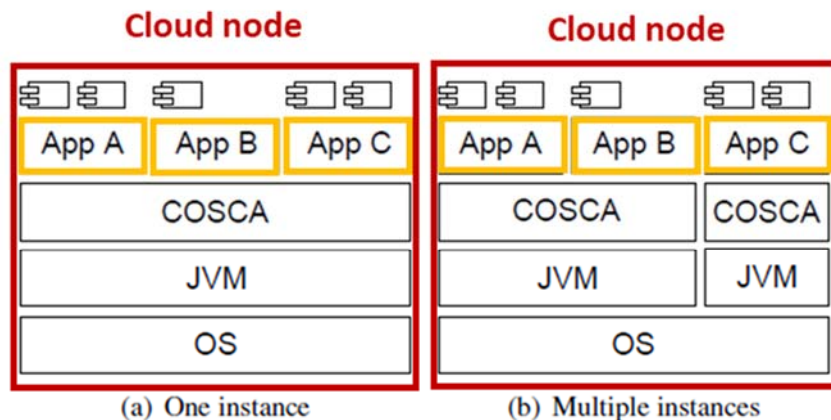 Cloud node
App A App B App C
COSCA
JVM
OS
(a) One instance
Cloud node
App A App B App C
COSCA COSCA
JVM JVM
OS
(b) Multiple instances